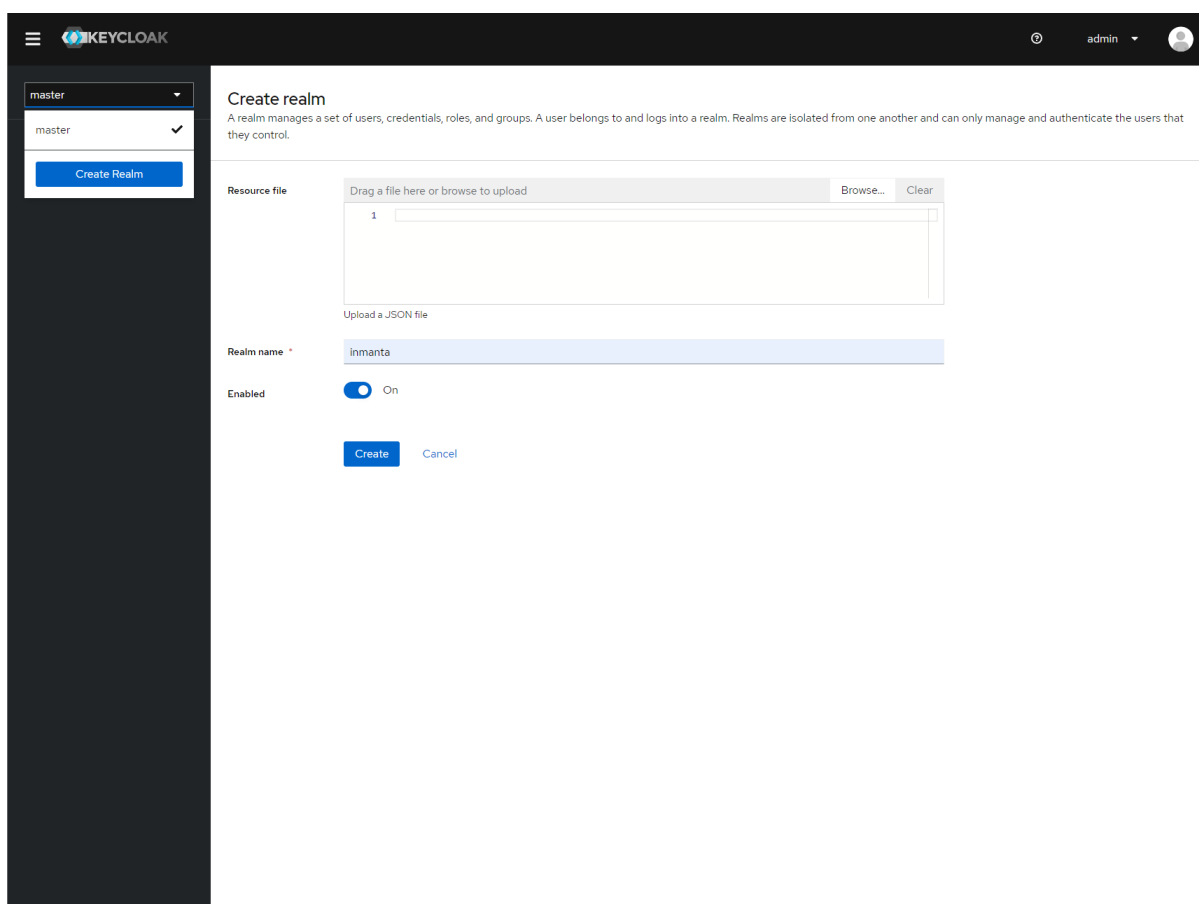 KEYCLOAK
admin
master
master
Create Realm
Create realm
A realm manages a set of users, credentials, roles, and groups. A user belongs to and logs into a realm. Realms are isolated from one another and can only manage and authenticate the users that
they control.
Resource file
Drag a file here or browse to upload
Browse...
Clear
1
Upload a JSON file
Realm name *
inmanta
Enabled
On
Create
Cancel